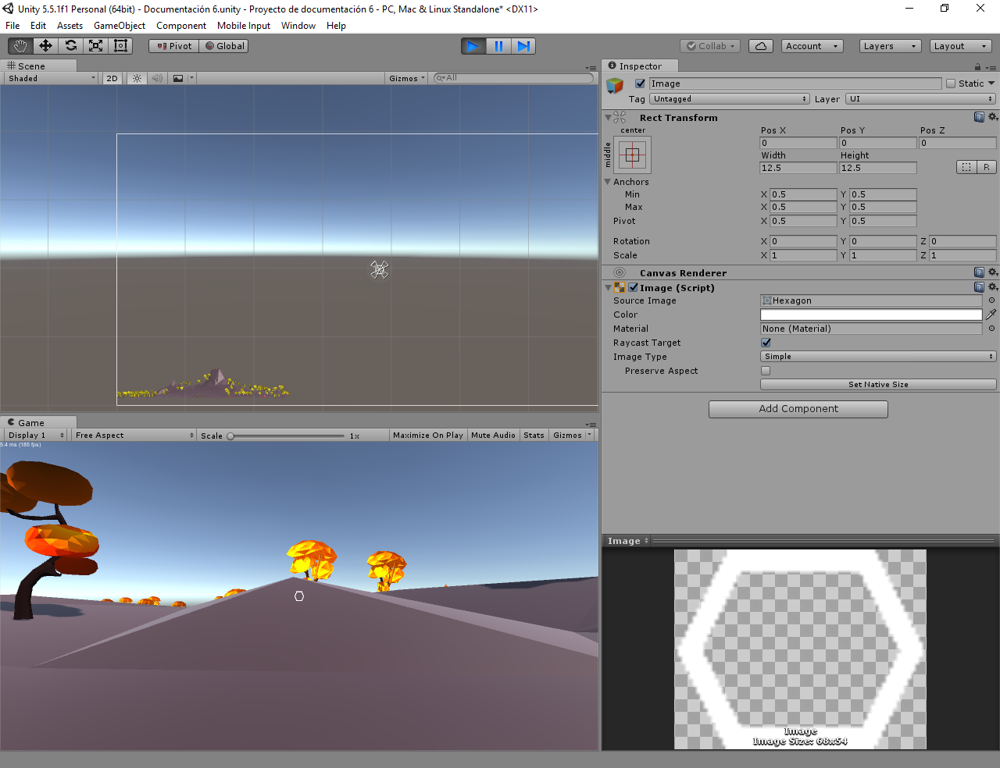 Unity 5.5.1f1 Personal (64bit) - Documentación 6.unity - Proyecto de documentación 6 - PC, Mac & Linux Standalone* <DX11>
File Edit Assets GameObject Component Mobile Input Window Help
Pivot Global Collab Account Layers Layout
Scene
Shaded 2D Gizmos All
Inspector
Image Static
Tag Untagged Layer UI
Rect Transform
center
middle
Pos X Pos Y Pos Z
0 0 0
Width Height
12.5 12.5 R
Anchors
Min X 0.5 Y 0.5
Max X 0.5 Y 0.5
Pivot X 0.5 Y 0.5
Rotation X 0 Y 0 Z 0
Scale X 1 Y 1 Z 1
Canvas Renderer
Image (Script)
Source Image Hexagon
Color
Material None (Material)
Raycast Target
Image Type Simple
Preserve Aspect
Set Native Size
Add Component
Game
Display 1 Free Aspect Scale 1x Maximize On Play Mute Audio Stats Gizmos
5.4 ms (185 fps)
Image
Image
Image Size: 68x54